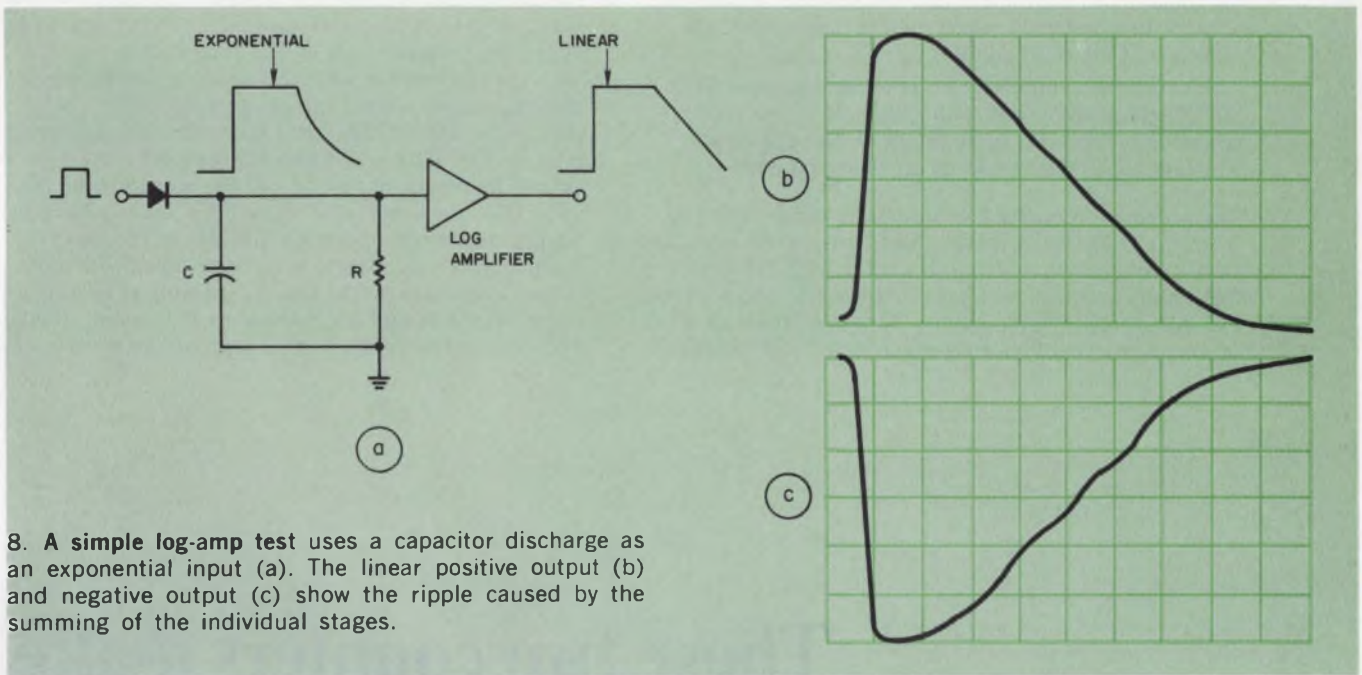 EXPONENTIAL
LINEAR
C
R
LOG
AMPLIFIER
a
b
c
8. A simple log-amp test uses a capacitor discharge as
an exponential input (a). The linear positive output (b)
and negative output (c) show the ripple caused by the
summing of the individual stages.